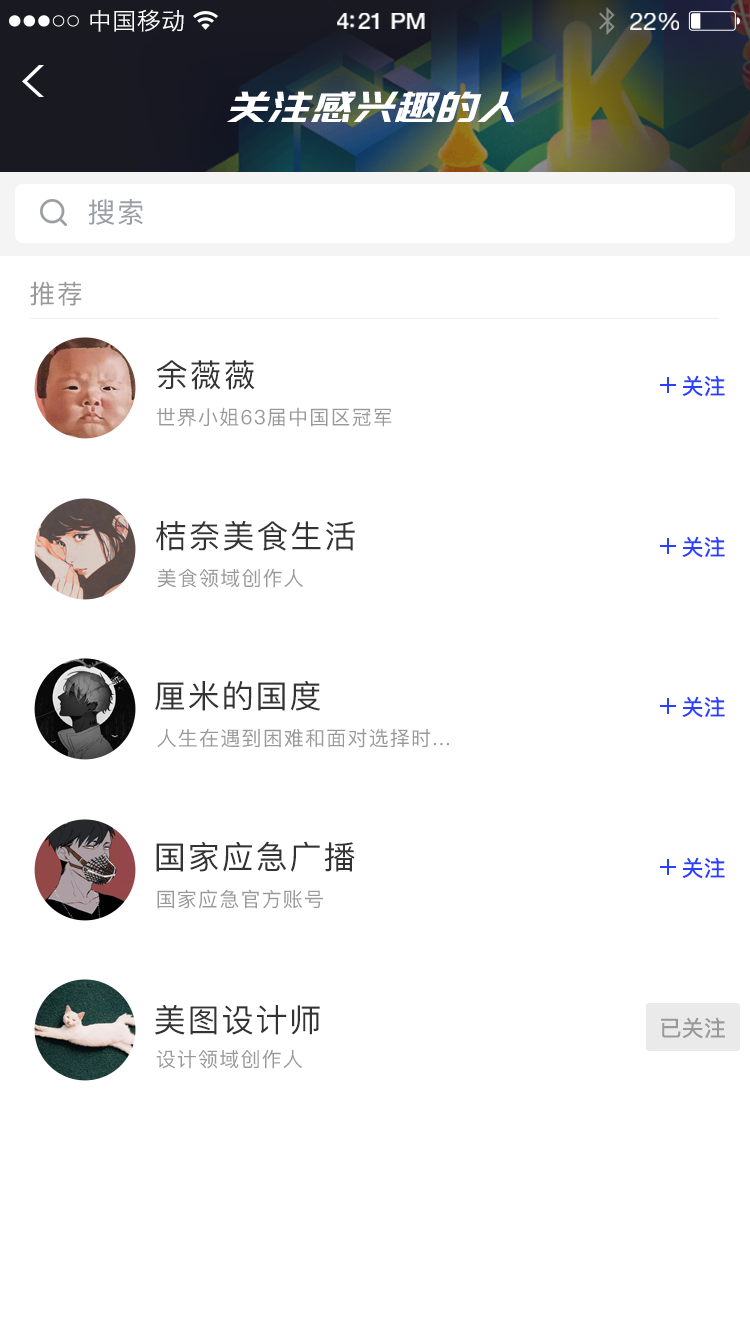 中国移动 4:21 PM 22%
关注感兴趣的人
搜索
推荐
余薇薇
世界小姐63届中国区冠军
+ 关注
桔奈美食生活
美食领域创作人
+ 关注
厘米的国度
人生在遇到困难和面对选择时...
+ 关注
国家应急广播
国家应急官方账号
+ 关注
美图设计师
设计领域创作人
已关注